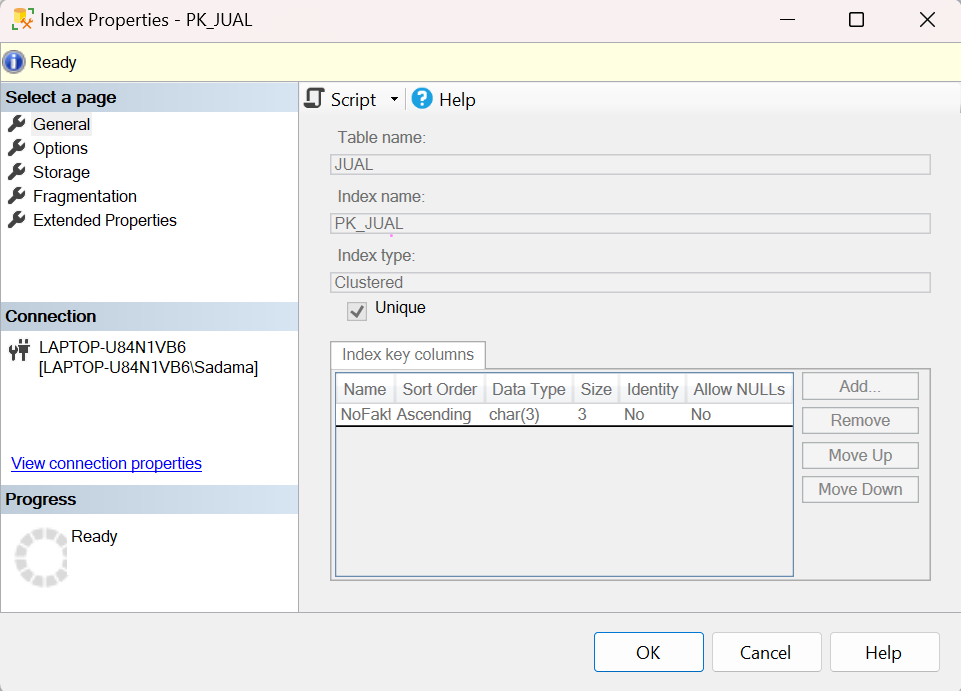 Index Properties - PK_JUAL
Ready
Select a page
General
Options
Storage
Fragmentation
Extended Properties
Connection
LAPTOP-U84N1VB6
[LAPTOP-U84N1VB6\Sadama]
View connection properties
Progress
Ready
Script Help
Table name:
JUAL
Index name:
PK_JUAL
Index type:
Clustered
Unique
Index key columns
Name Sort Order Data Type Size Identity Allow NULLs
Ascending char(3) 3 No No
Add...
Remove
Move Up
Move Down
OK Cancel Help